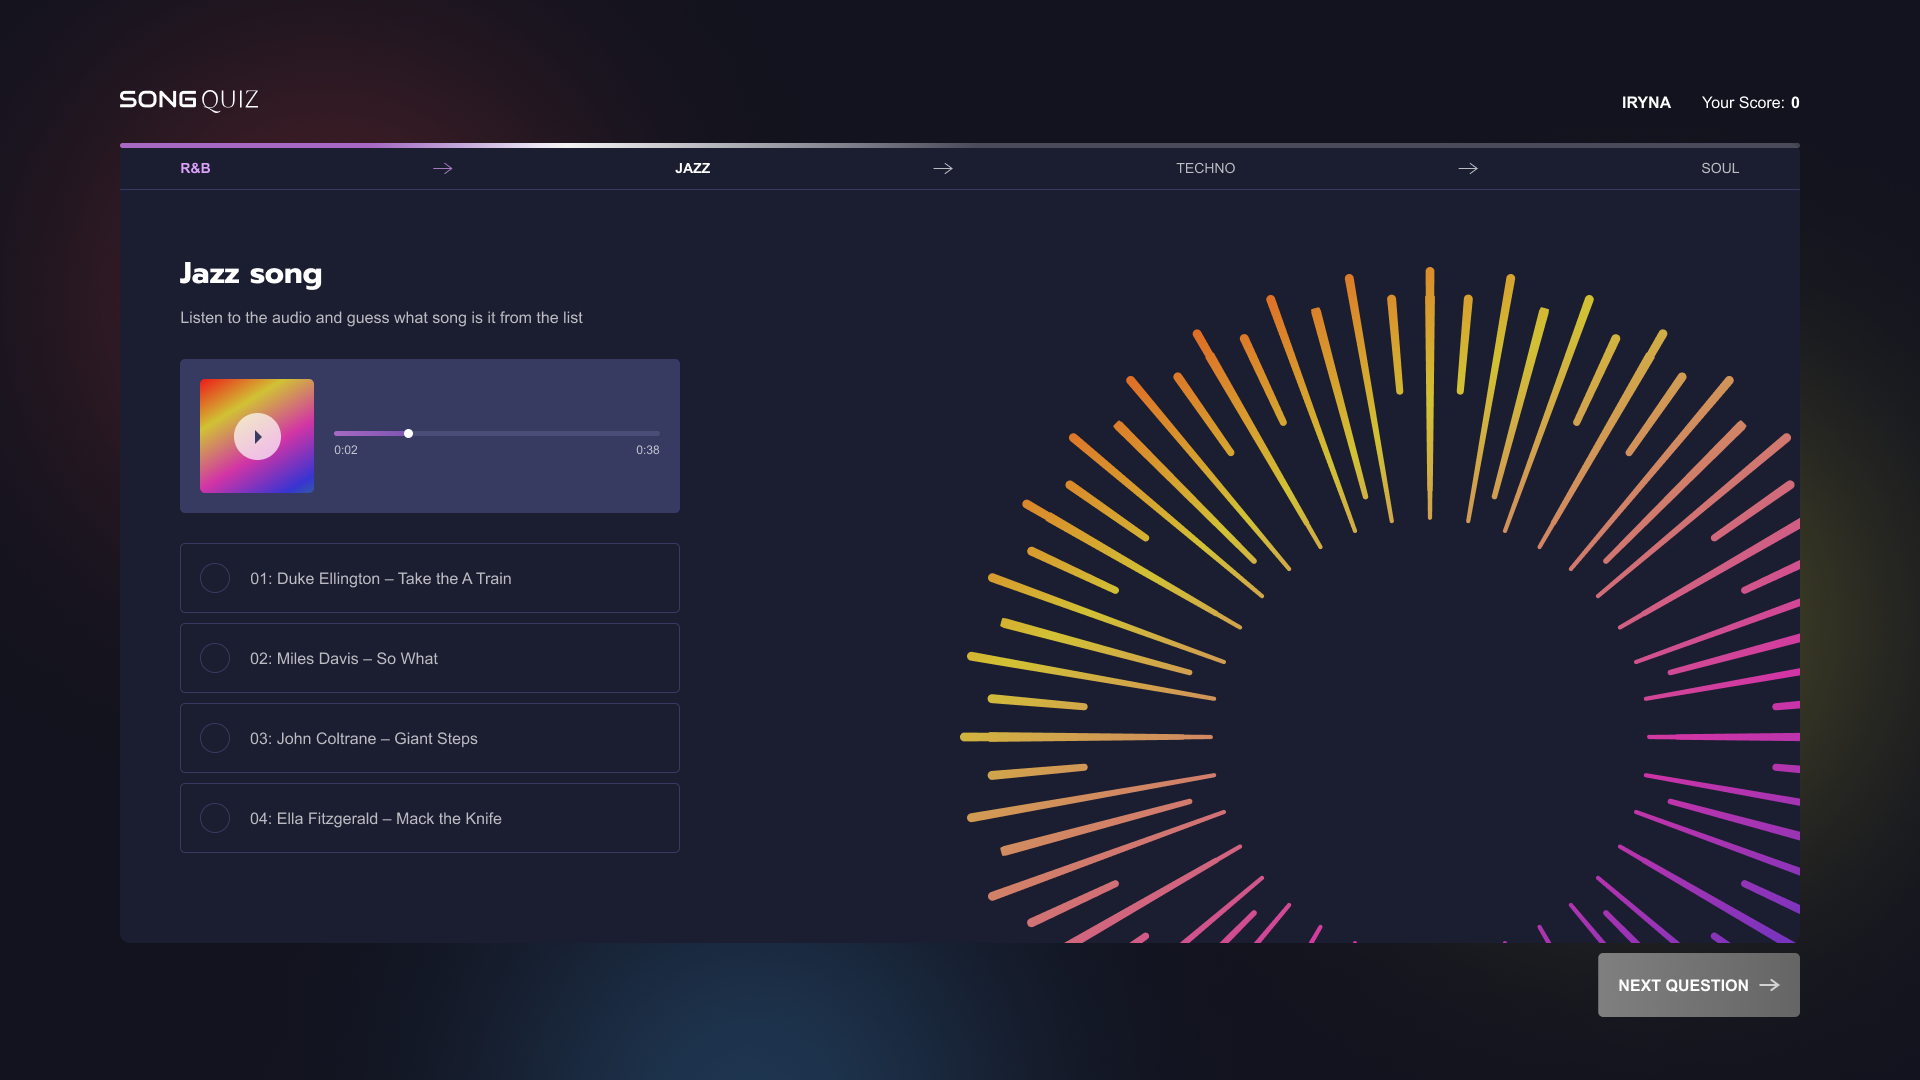 SONG QUIZ
IRYNA Your Score: 0
R&B JAZZ TECHNO SOUL
Jazz song
Listen to the audio and guess what song is it from the list
0:02 0:38
01: Duke Ellington – Take the A Train
02: Miles Davis – So What
03: John Coltrane – Giant Steps
04: Ella Fitzgerald – Mack the Knife
NEXT QUESTION